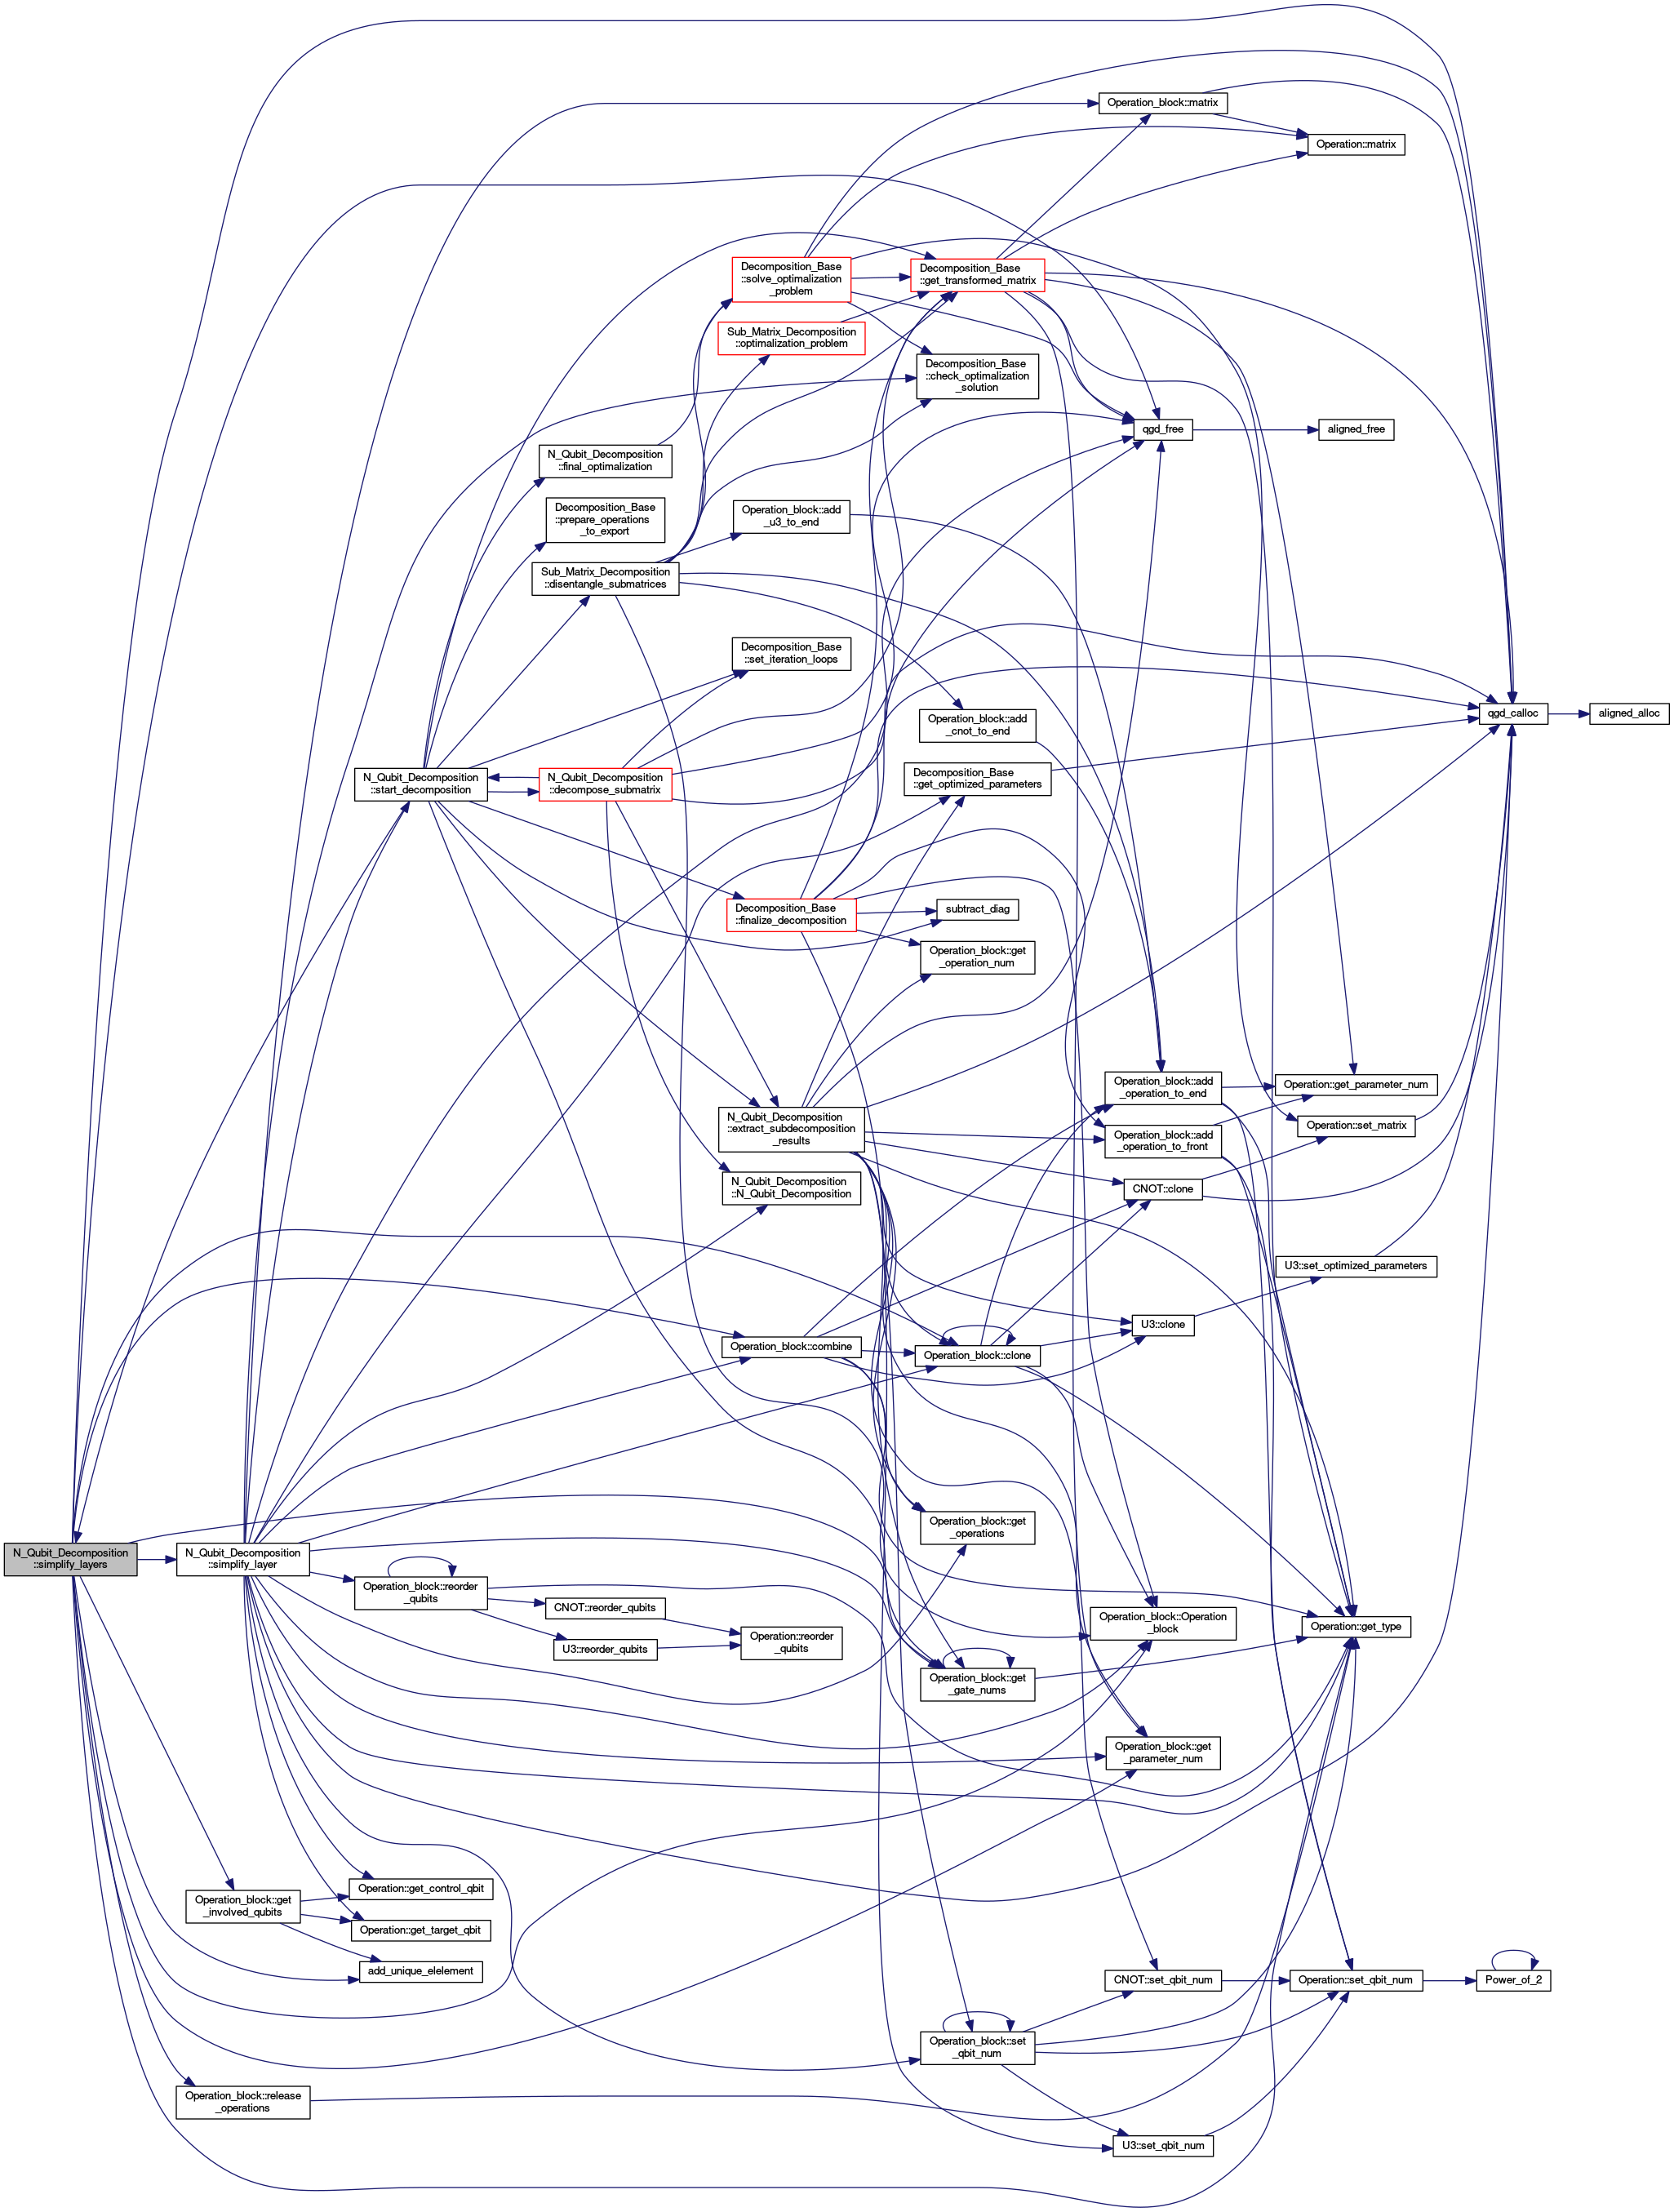 Operation_block::matrix
Operation::matrix
Decomposition_Base
::solve_optimalization
_problem
Decomposition_Base
::get_transformed_matrix
Sub_Matrix_Decomposition
::optimalization_problem
Decomposition_Base
::check_optimalization
_solution
qgd_free
aligned_free
N_Qubit_Decomposition
::final_optimalization
Decomposition_Base
::prepare_operations
_to_export
Operation_block::add
_u3_to_end
Sub_Matrix_Decomposition
::disentangle_submatrices
Decomposition_Base
::set_iteration_loops
Operation_block::add
_cnot_to_end
qgd_calloc
aligned_alloc
N_Qubit_Decomposition
::start_decomposition
N_Qubit_Decomposition
::decompose_submatrix
Decomposition_Base
::get_optimized_parameters
Decomposition_Base
::finalize_decomposition
subtract_diag
Operation_block::get
_operation_num
Operation_block::add
_operation_to_end
Operation::get_parameter_num
N_Qubit_Decomposition
::extract_subdecomposition
_results
Operation::set_matrix
Operation_block::add
_operation_to_front
N_Qubit_Decomposition
::N_Qubit_Decomposition
CNOT::clone
U3::set_optimized_parameters
U3::clone
Operation_block::combine
Operation_block::clone
Operation_block::get
_operations
N_Qubit_Decomposition
::simplify_layers
N_Qubit_Decomposition
::simplify_layer
Operation_block::reorder
_qubits
CNOT::reorder_qubits
U3::reorder_qubits
Operation::reorder
_qubits
Operation_block::Operation
_block
Operation::get_type
Operation_block::get
_gate_nums
Operation_block::get
_parameter_num
Operation::get_control_qbit
Operation_block::get
_involved_qubits
Operation::get_target_qbit
add_unique_elelement
CNOT::set_qbit_num
Operation::set_qbit_num
Power_of_2
Operation_block::set
_qbit_num
Operation_block::release
_operations
U3::set_qbit_num